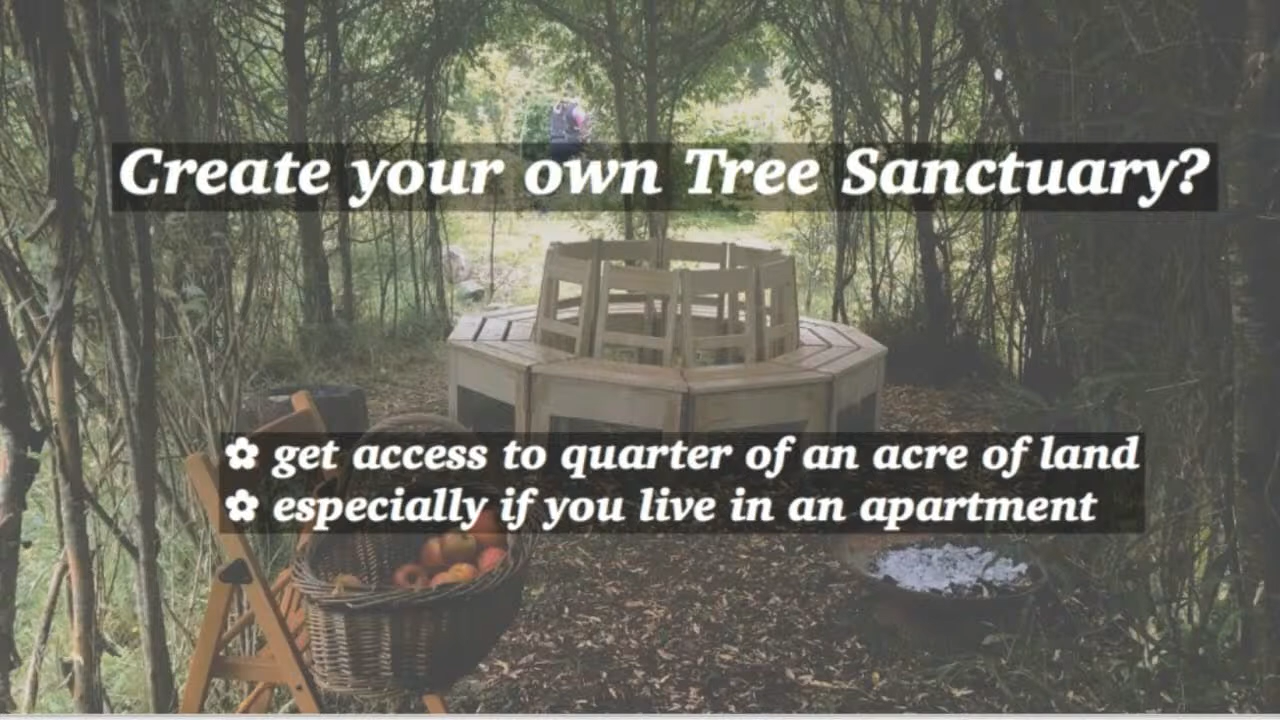 Create your own Tree Sanctuary?
✿ get access to quarter of an acre of land
✿ especially if you live in an apartment